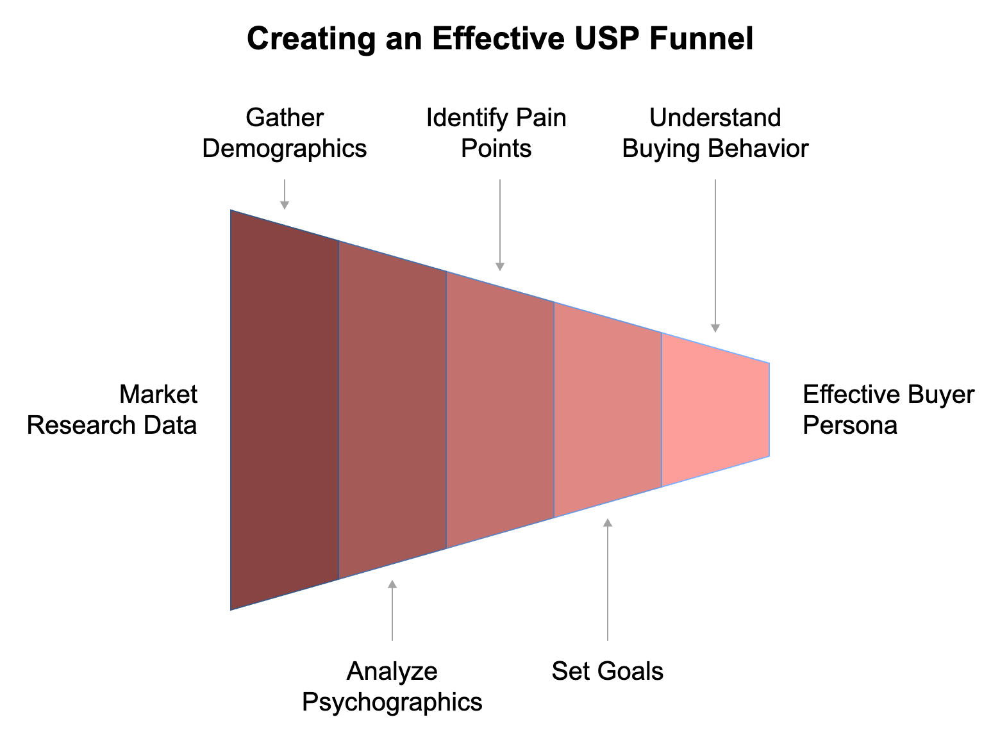 Creating an Effective USP Funnel
Gather
Demographics
Identify Pain
Points
Understand
Buying Behavior
Market
Research Data
Effective Buyer
Persona
Analyze
Psychographics
Set Goals